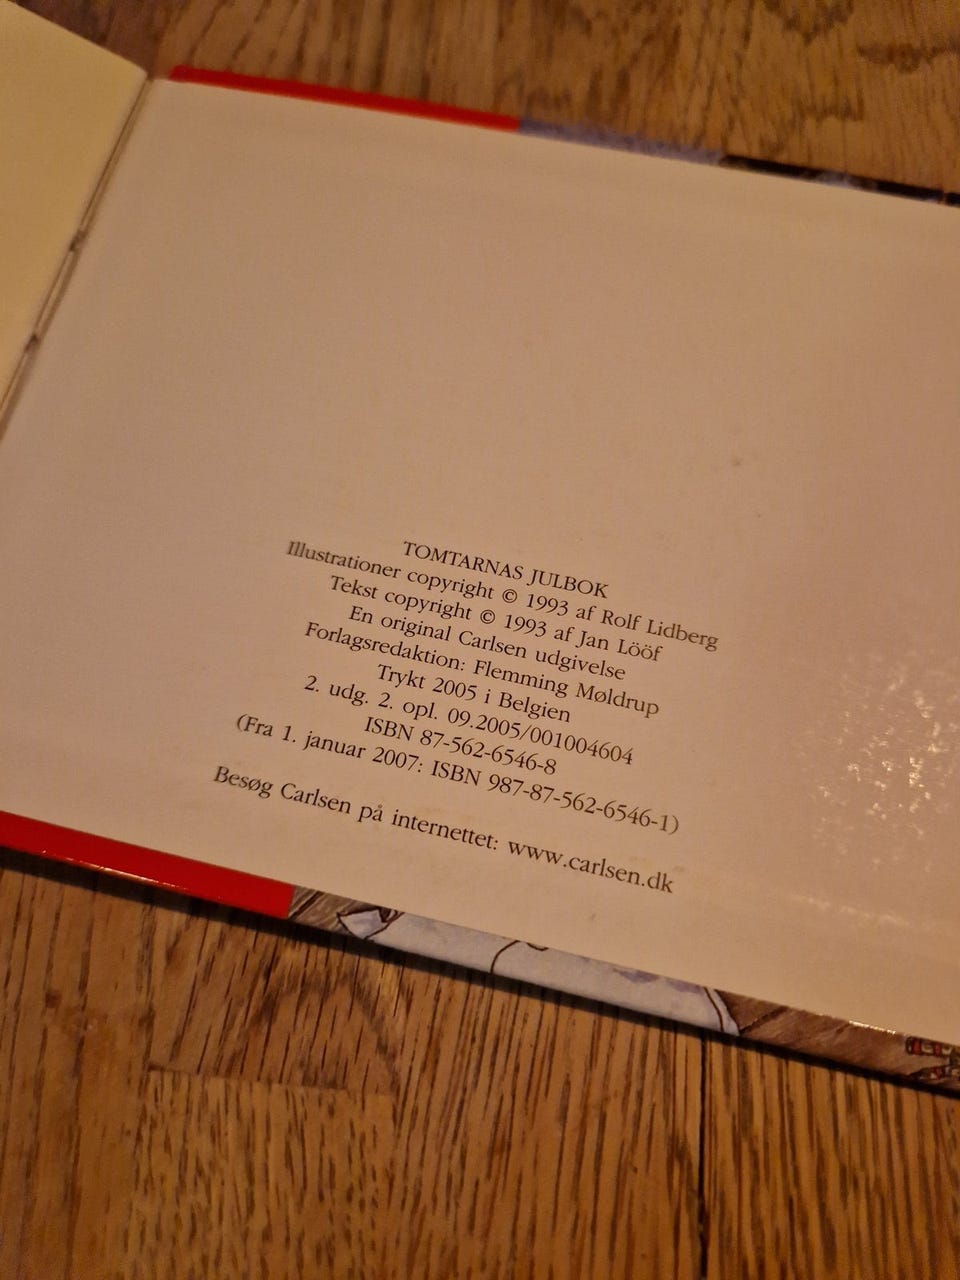 TOMTARNAS JULBOK
Illustrationer copyright © 1993 af Rolf Lidberg
Tekst copyright © 1993 af Jan Lööf
En original Carlsen udgivelse
Forlagsredaktion: Flemming Møldrup
Trykt 2005 i Belgien
2. udg. 2. opl. 09.2005/001004604
ISBN 87-562-6546-8
(Fra 1. januar 2007: ISBN 987-87-562-6546-1)
Besøg Carlsen på internettet: www.carlsen.dk